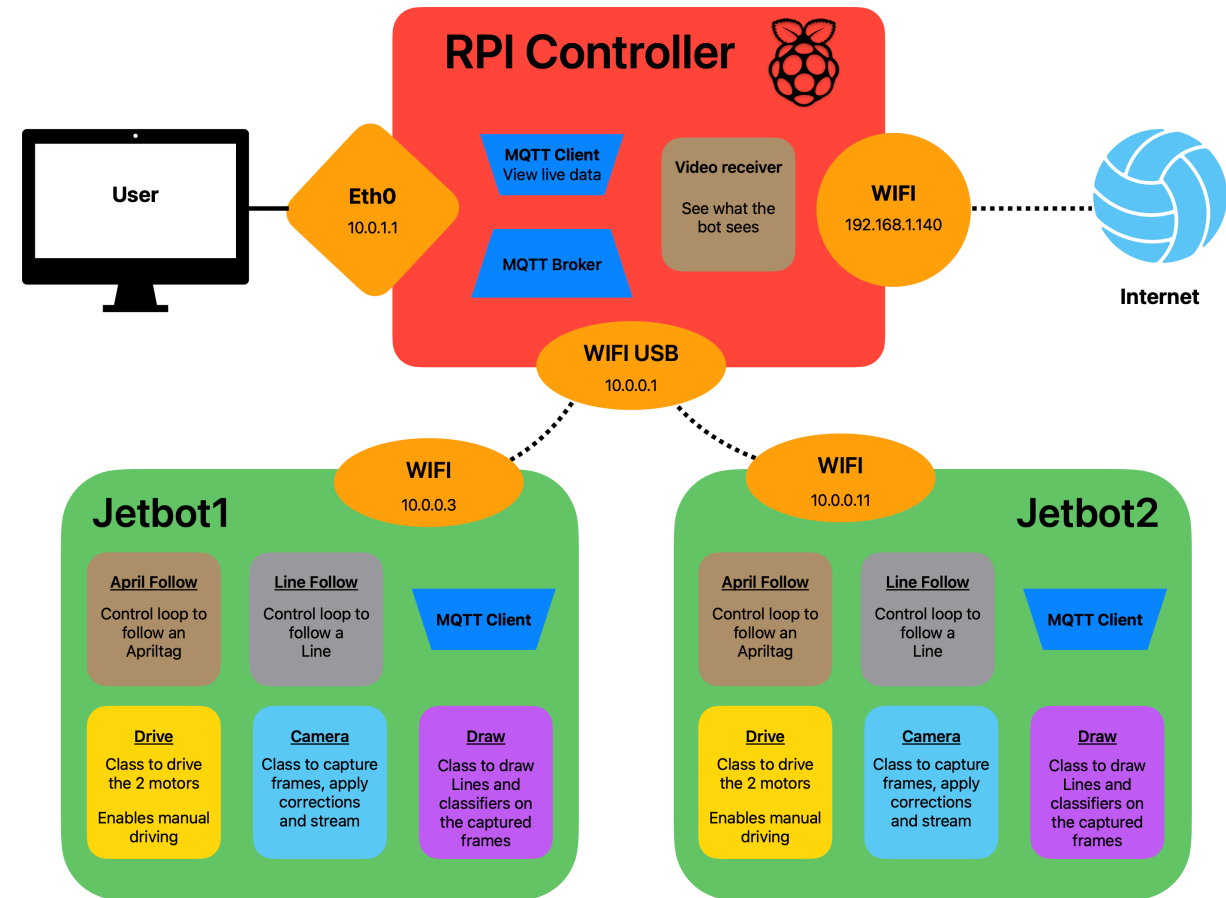 RPI Controller
User
Eth0
10.0.1.1
MQTT Client
View live data
MQTT Broker
Video receiver
See what the
bot sees
WIFI
192.168.1.140
Internet
WIFI USB
10.0.0.1
WIFI
10.0.0.3
Jetbot1
April Follow
Control loop to
follow an
Apriltag
Line Follow
Control loop to
follow a
Line
MQTT Client
Drive
Class to drive
the 2 motors
Enables manual
driving
Camera
Class to capture
frames, apply
corrections
and stream
Draw
Class to draw
Lines and
classifiers on
the captured
frames
WIFI
10.0.0.11
Jetbot2
April Follow
Control loop to
follow an
Apriltag
Line Follow
Control loop to
follow a
Line
MQTT Client
Drive
Class to drive
the 2 motors
Enables manual
driving
Camera
Class to capture
frames, apply
corrections
and stream
Draw
Class to draw
Lines and
classifiers on
the captured
frames